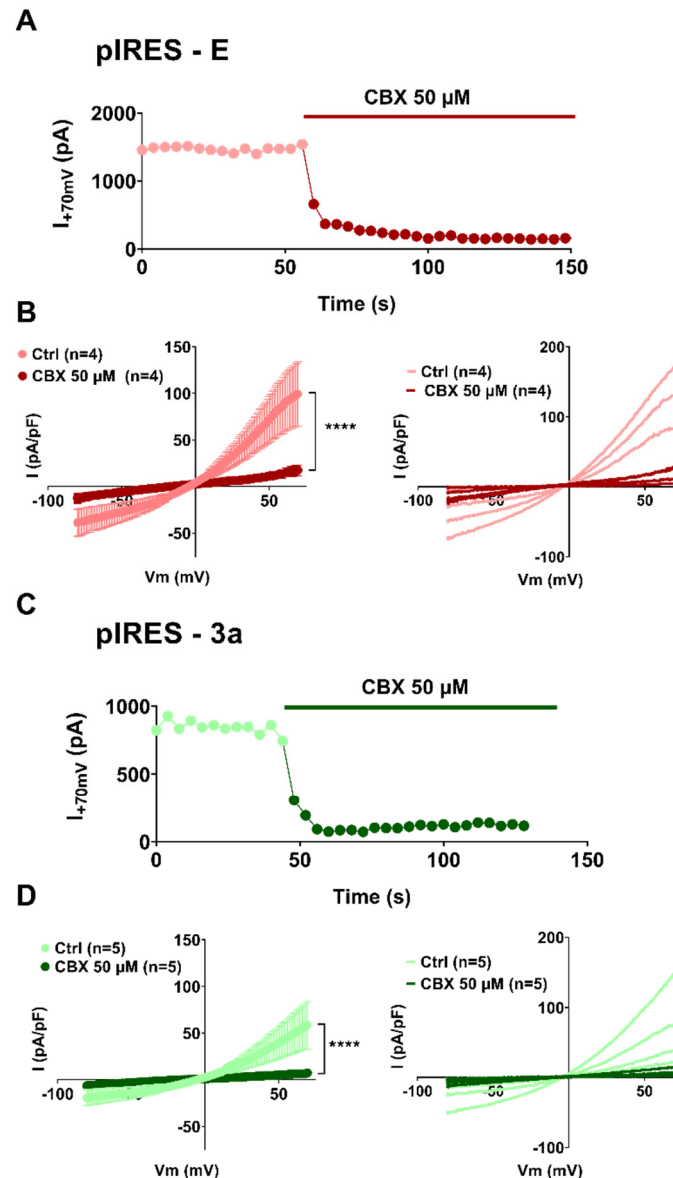 A
pIRES - E
CBX 50 µM
2000
1000
0
I+70mV (pA)
0 50 100 150
Time (s)
B
Ctrl (n=4)
CBX 50 µM (n=4)
150
100
50
-50
I (pA/pF)
-100 -50 50
****
Vm (mV)
Ctrl (n=4)
CBX 50 µM (n=4)
200
100
-100
I (pA/pF)
-100 -50 50
Vm (mV)
C
pIRES - 3a
CBX 50 µM
1000
500
0
I+70mV (pA)
0 50 100 150
Time (s)
D
Ctrl (n=5)
CBX 50 µM (n=5)
150
100
50
-50
I (pA/pF)
-100 -50 50
****
Vm (mV)
Ctrl (n=5)
CBX 50 µM (n=5)
200
100
-100
I (pA/pF)
-100 -50 50
Vm (mV)